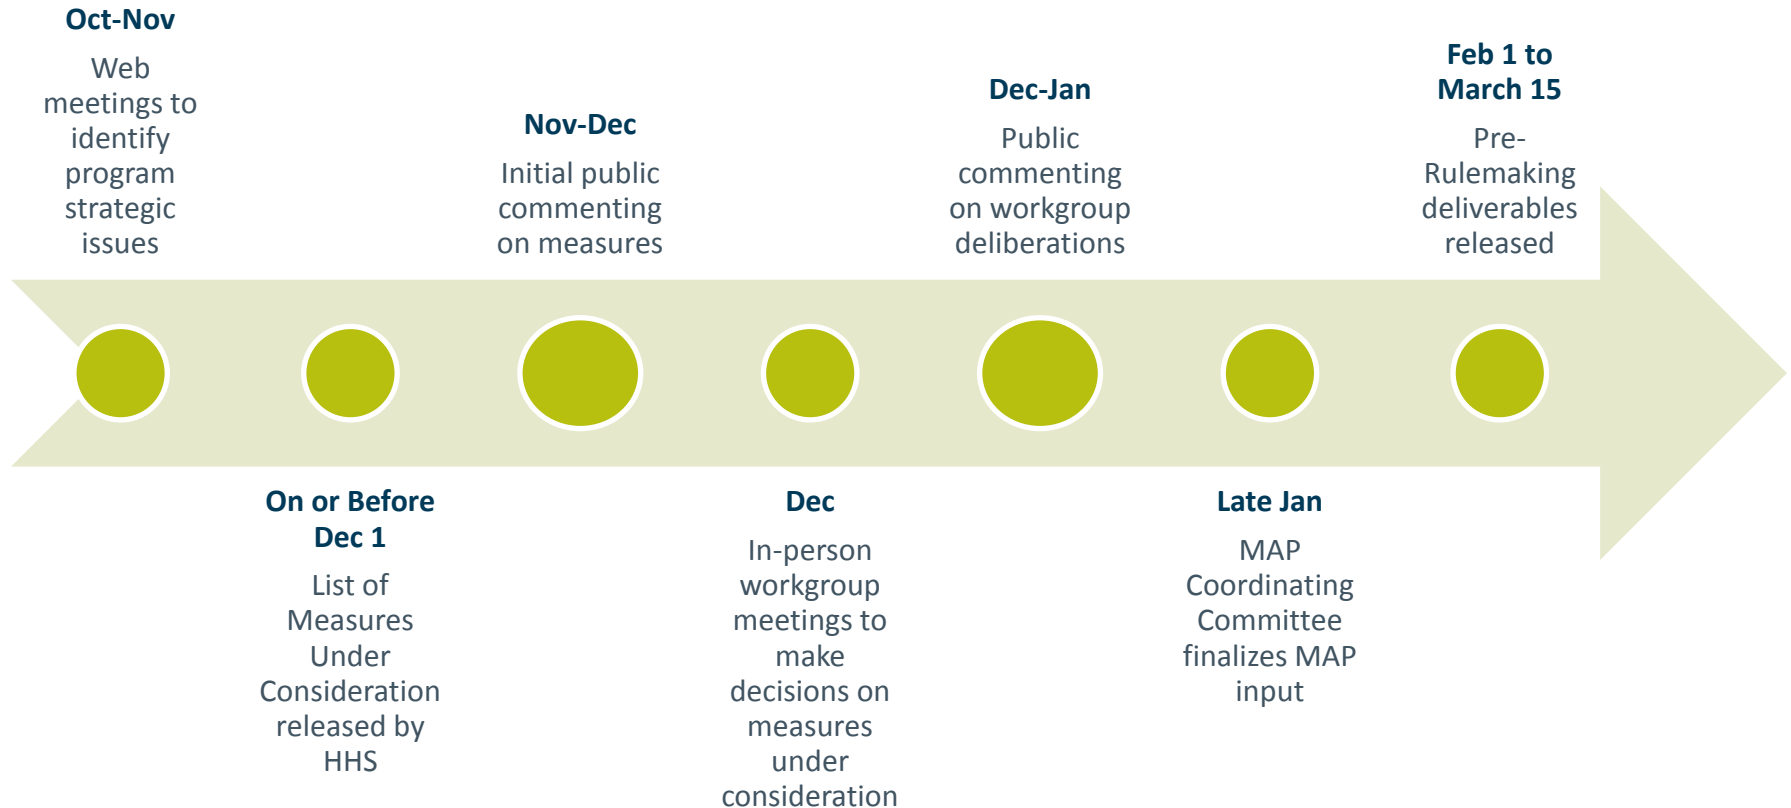 Oct-Nov
Web
meetings to
identify
program
strategic
issues
On or Before
Dec 1
List of
Measures
Under
Consideration
released by
HHS
Nov-Dec
Initial public
commenting
on measures
Dec
In-person
workgroup
meetings to
make
decisions on
measures
under
consideration
Dec-Jan
Public
commenting
on workgroup
deliberations
Late Jan
MAP
Coordinating
Committee
finalizes MAP
input
Feb 1 to
March 15
Pre-
Rulemaking
deliverables
released